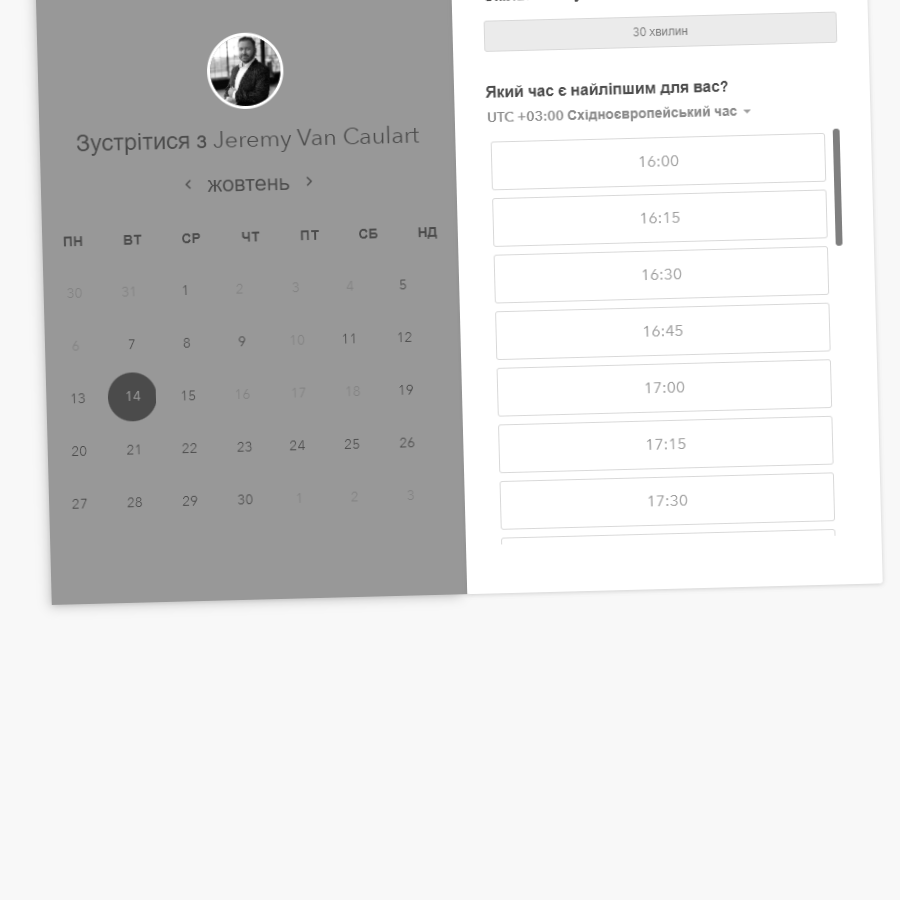 Зустрітися з Jeremy Van Caulart
жовтень
ПН ВТ СР ЧТ ПТ СБ НД
30 31 1 2 3 4 5
6 7 8 9 10 11 12
13 14 15 16 17 18 19
20 21 22 23 24 25 26
27 28 29 30 1 2 3
30 хвилин
Який час є найліпшим для вас?
UTC +03:00 Східноєвропейський час
16:00
16:15
16:30
16:45
17:00
17:15
17:30